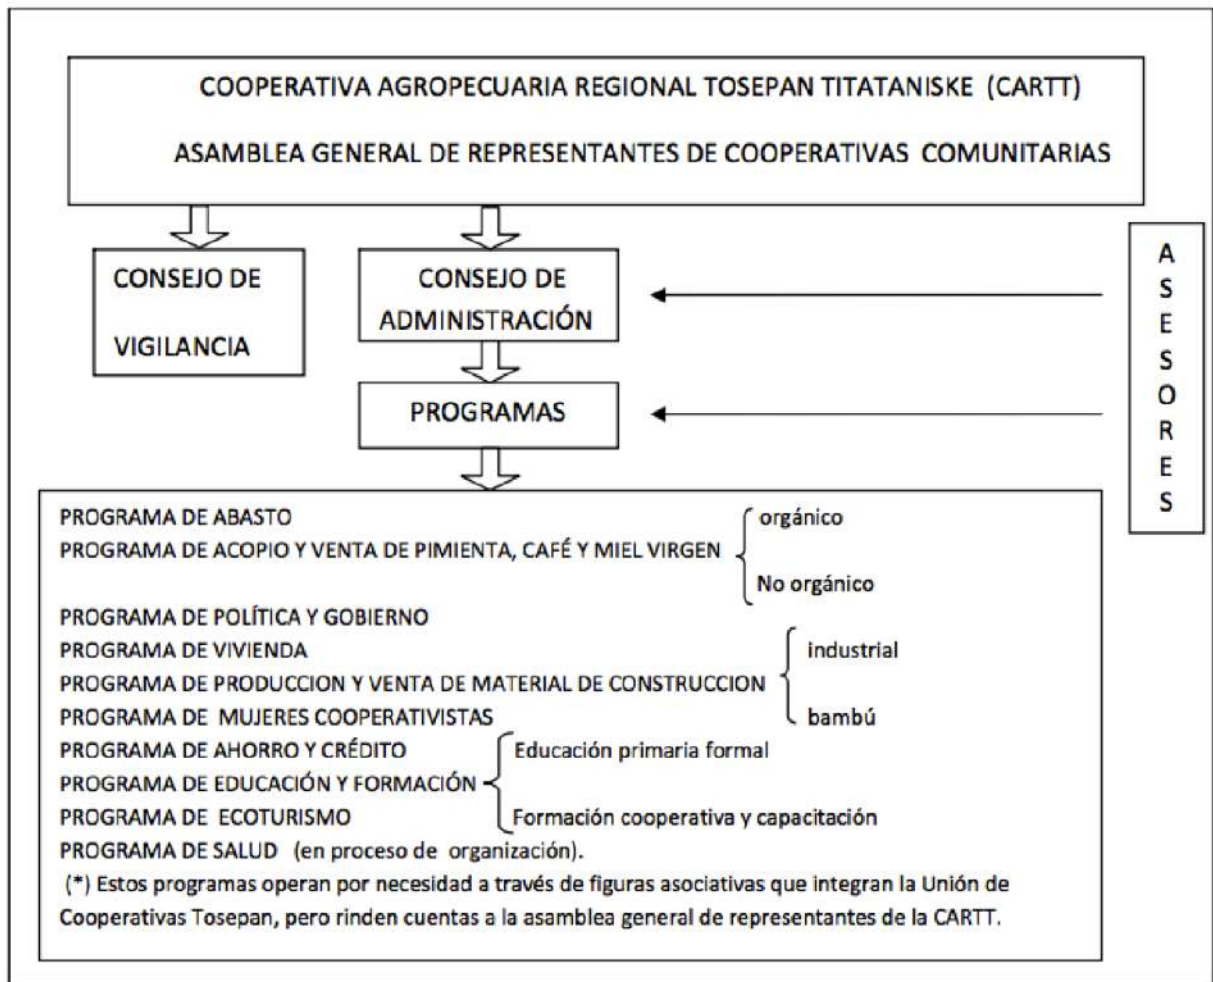 COOPERATIVA AGROPECUARIA REGIONAL TOSEPAN TITATANISKE (CARTT)
ASAMBLEA GENERAL DE REPRESENTANTES DE COOPERATIVAS COMUNITARIAS
CONSEJO DE
VIGILANCIA
CONSEJO DE
ADMINISTRACIÓN
PROGRAMAS
ASESORES
PROGRAMA DE ABASTO
orgánico
PROGRAMA DE ACOPIO Y VENTA DE PIMIENTA, CAFÉ Y MIEL VIRGEN
No orgánico
PROGRAMA DE POLÍTICA Y GOBIERNO
PROGRAMA DE VIVIENDA
industrial
PROGRAMA DE PRODUCCION Y VENTA DE MATERIAL DE CONSTRUCCION
PROGRAMA DE MUJERES COOPERATIVISTAS
bambú
PROGRAMA DE AHORRO Y CRÉDITO
Educación primaria formal
PROGRAMA DE EDUCACIÓN Y FORMACIÓN
PROGRAMA DE ECOTURISMO
Formación cooperativa y capacitación
PROGRAMA DE SALUD (en proceso de organización).
(*) Estos programas operan por necesidad a través de figuras asociativas que integran la Unión de
Cooperativas Tosepan, pero rinden cuentas a la asamblea general de representantes de la CARTT.